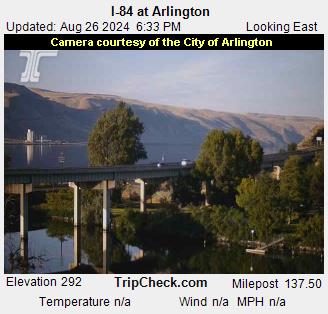 I-84 at Arlington
Updated: Aug 26 2024 6:33 PM Looking East
Camera courtesy of the City of Arlington
Elevation 292 TripCheck.com Milepost 137.50
Temperature n/a Wind n/a MPH n/a